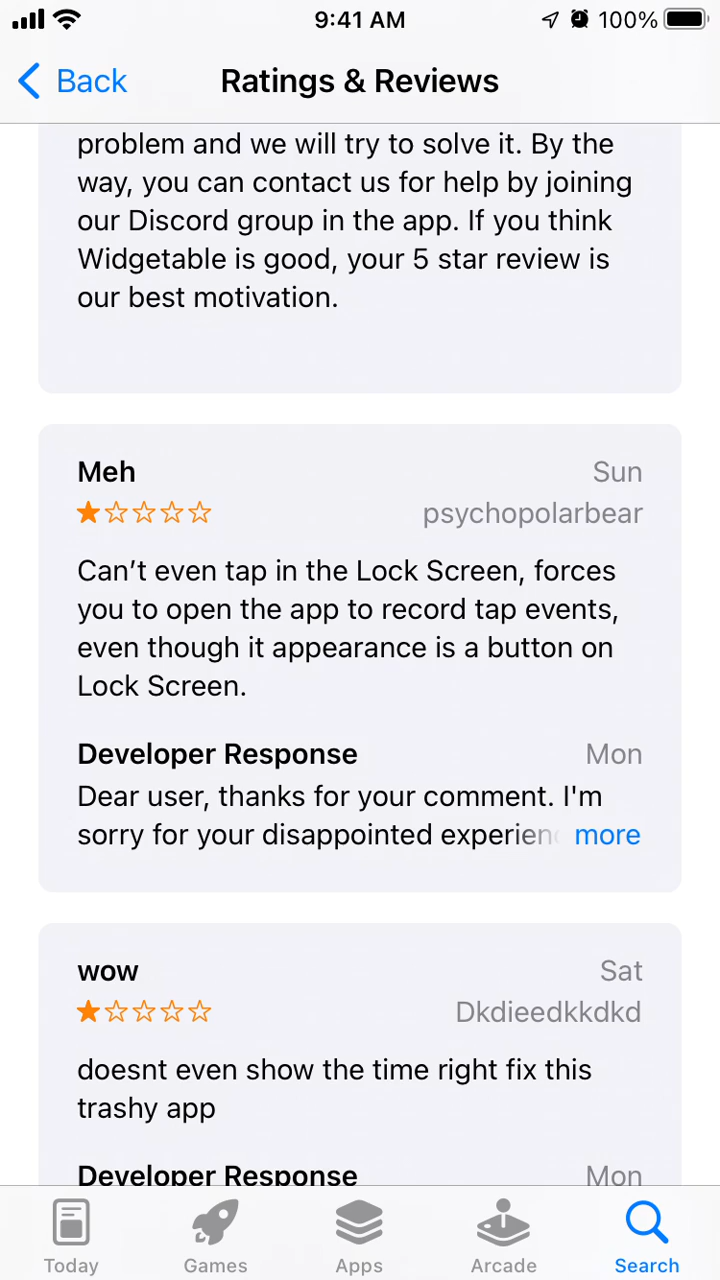 9:41 AM
100%
Back
Ratings & Reviews
problem and we will try to solve it. By the
way, you can contact us for help by joining
our Discord group in the app. If you think
Widgetable is good, your 5 star review is
our best motivation.
Meh
Sun
psychopolarbear
Can’t even tap in the Lock Screen, forces
you to open the app to record tap events,
even though it appearance is a button on
Lock Screen.
Developer Response
Mon
Dear user, thanks for your comment. I'm
sorry for your disappointed experienc more
wow
Sat
Dkdieedkkdkd
doesnt even show the time right fix this
trashy app
Developer Response
Mon
Today
Games
Apps
Arcade
Search